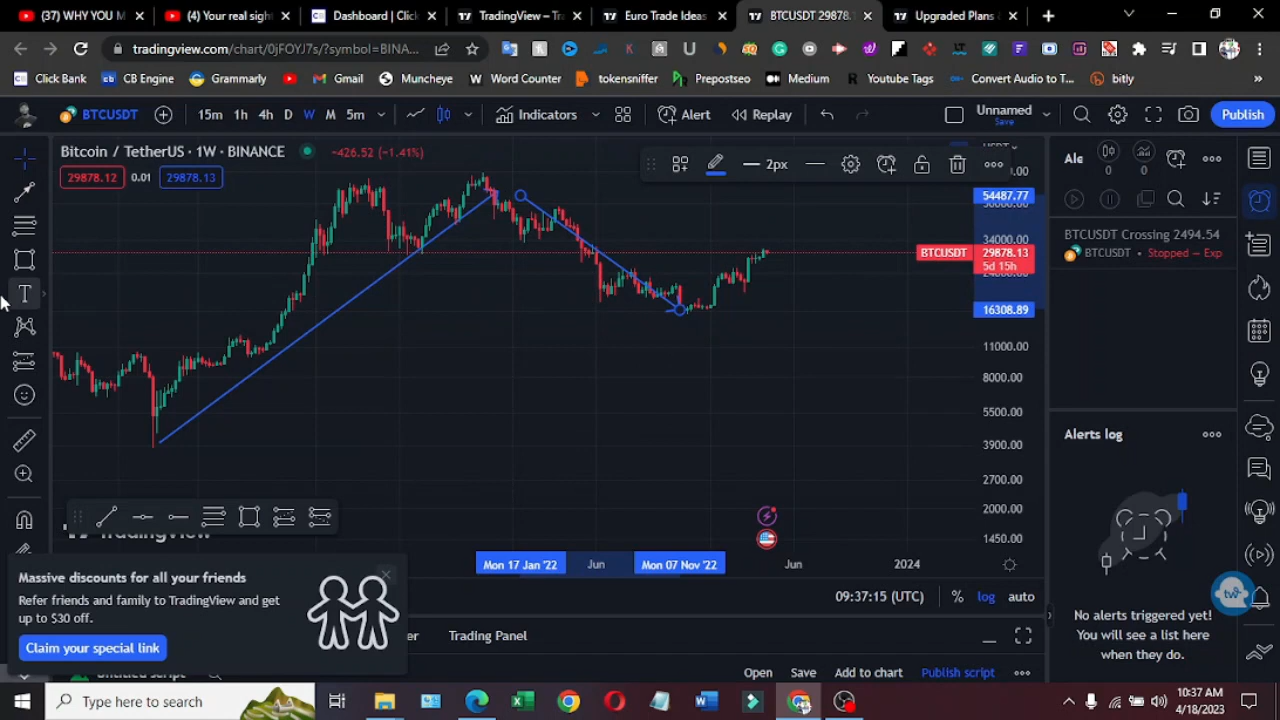 (37) WHY YOU M
(4) Your real sight
Dashboard | Click
TradingView – Tr
Euro Trade Ideas
BTCUSDT 29878.
Upgraded Plans &
tradingview.com/chart/0jFOYJ7s/?symbol=BINA...
Click Bank
CB Engine
Grammarly
Gmail
Muncheye
Word Counter
tokensniffer
Prepostseo
Medium
Youtube Tags
Convert Audio to T...
bitly
BTCUSDT
15m
1h
4h
D
W
M
5m
Indicators
Alert
Replay
Unnamed
Save
Publish
Bitcoin / TetherUS · 1W · BINANCE
−426.52 (−1.41%)
29878.12
0.01
29878.13
2px
54487.77
34000.00
BTCUSDT
29878.13
5d 15h
16308.89
11000.00
8000.00
5500.00
3900.00
2700.00
2000.00
1450.00
Ale
0
0
BTCUSDT Crossing 2494.54
BTCUSDT
Stopped — Exp
Alerts log
No alerts triggered yet!
You will see a list here
when they do.
TradingView
Mon 17 Jan '22
Jun
Mon 07 Nov '22
Jun
2024
09:37:15 (UTC)
%
log
auto
Massive discounts for all your friends
Refer friends and family to TradingView and get
up to $30 off.
Claim your special link
Trading Panel
Open
Save
Add to chart
Publish script
Type here to search
10:37 AM
4/18/2023